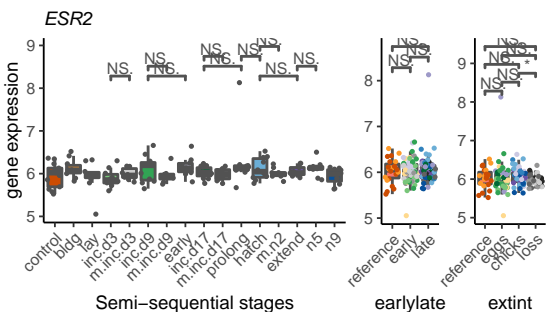 ESR2
gene expression
9
8
7
6
5
NS.
NS.
NS.
NS.
NS.
NS.
NS.
NS.
NS.
control
bldg
lay
inc.d3
m.inc.d3
inc.d9
m.inc.d9
early
inc.d17
m.inc.d17
prolong
hatch
m.n2
extend
n5
n9
Semi−sequential stages
8
7
6
5
NS.
NS.
NS.
reference
early
late
earlylate
9
8
7
6
5
NS.
NS.
NS.
NS.
NS.
*
reference
eggs
chicks
loss
extint